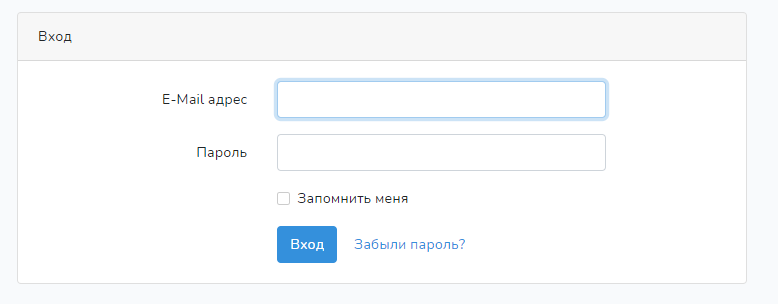 Вход
E-Mail адрес
Пароль
Запомнить меня
Вход Забыли пароль?